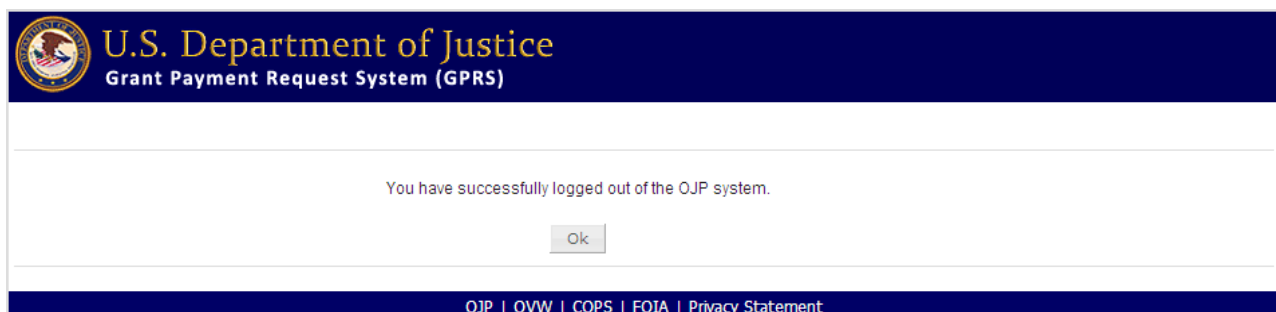 U.S. Department of Justice
Grant Payment Request System (GPRS)
You have successfully logged out of the OJP system.
Ok
OJP | OVW | COPS | FOIA | Privacy Statement